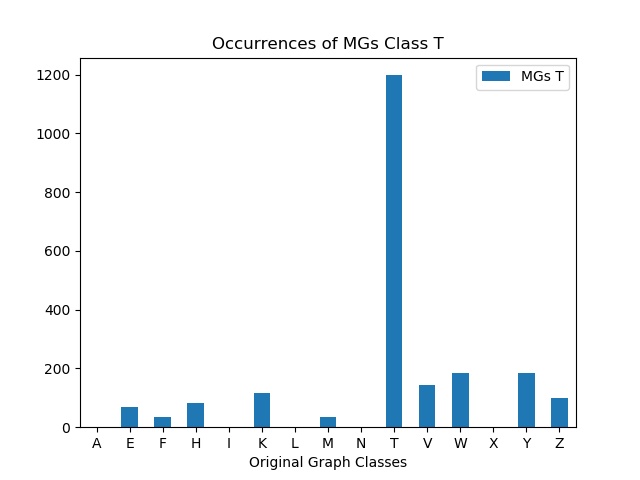 Occurrences of MGs Class T
MGs T
1200
1000
800
600
400
200
0
A E F H I K L M N T V W X Y Z
Original Graph Classes